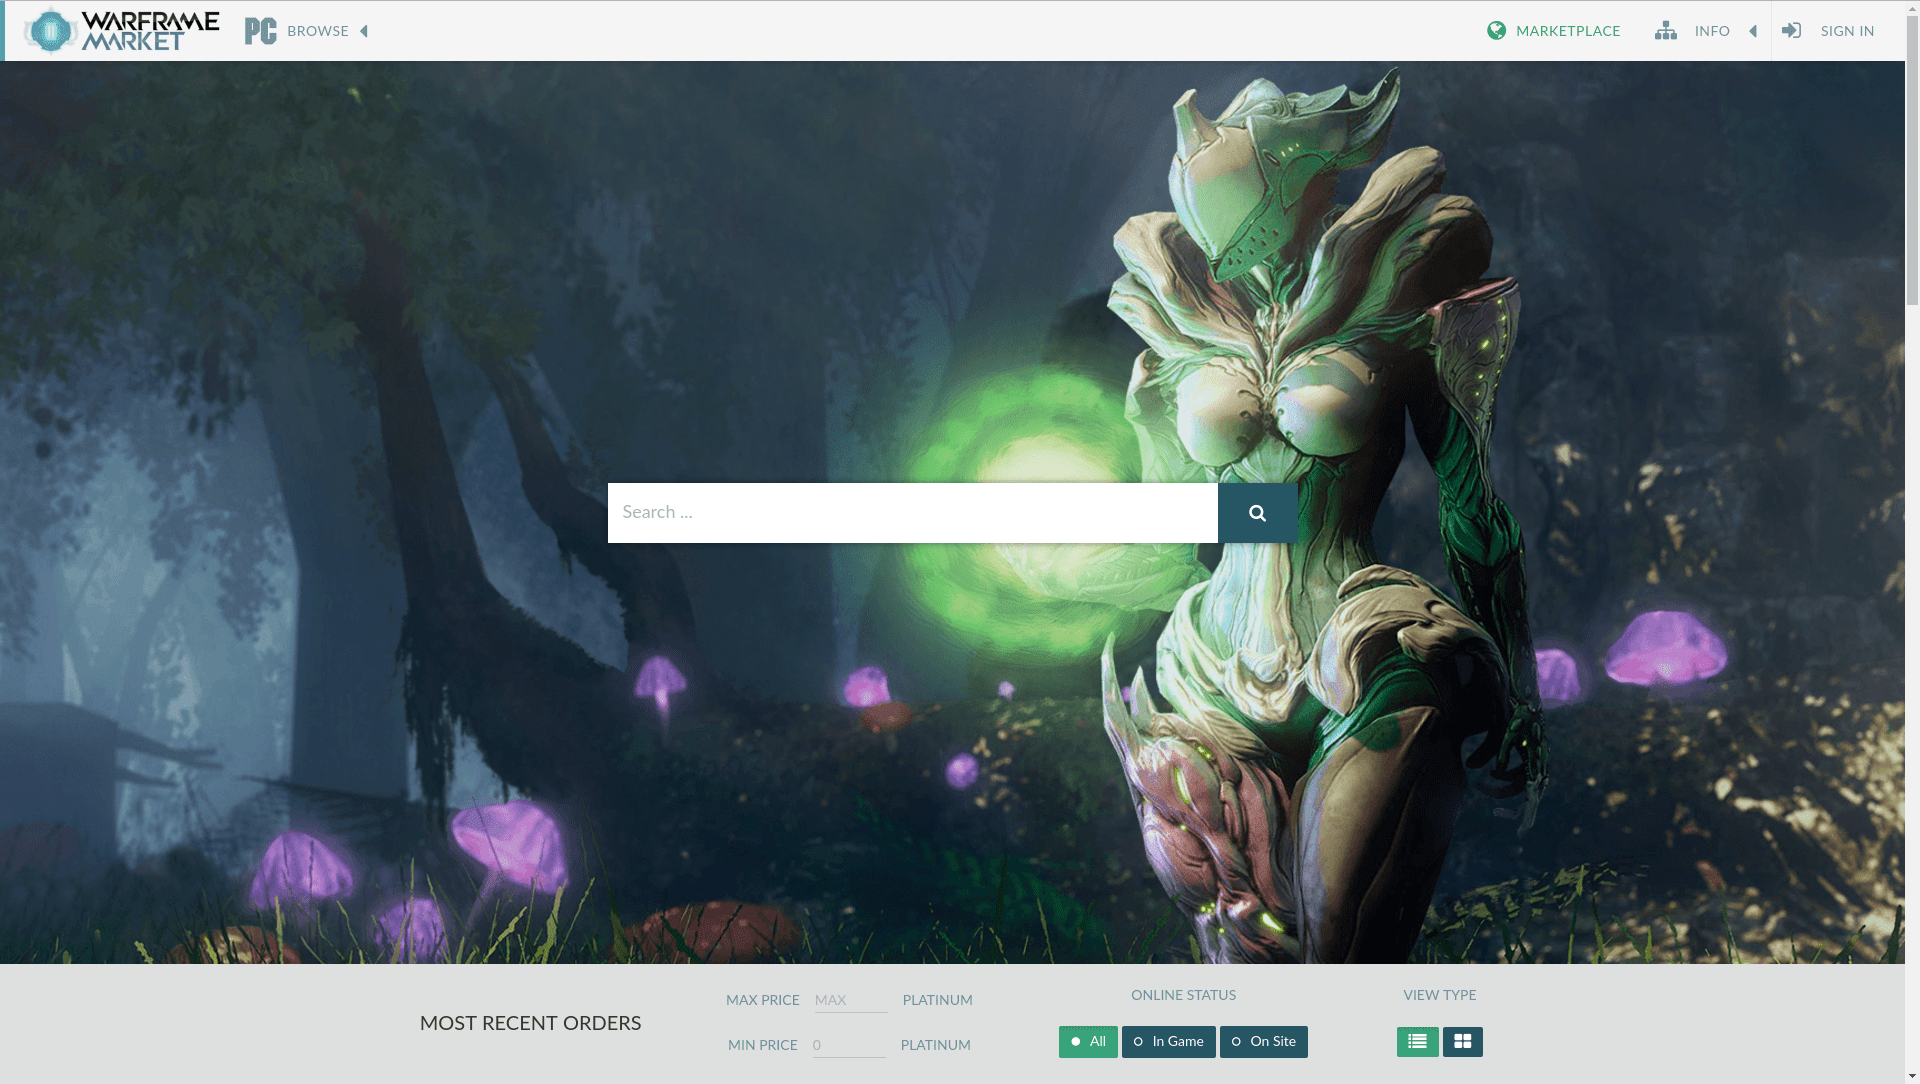 WARFRAME
MARKET
PC BROWSE
MARKETPLACE
INFO
SIGN IN
Search ...
MOST RECENT ORDERS
MAX PRICE MAX PLATINUM
MIN PRICE 0 PLATINUM
ONLINE STATUS
All In Game On Site
VIEW TYPE